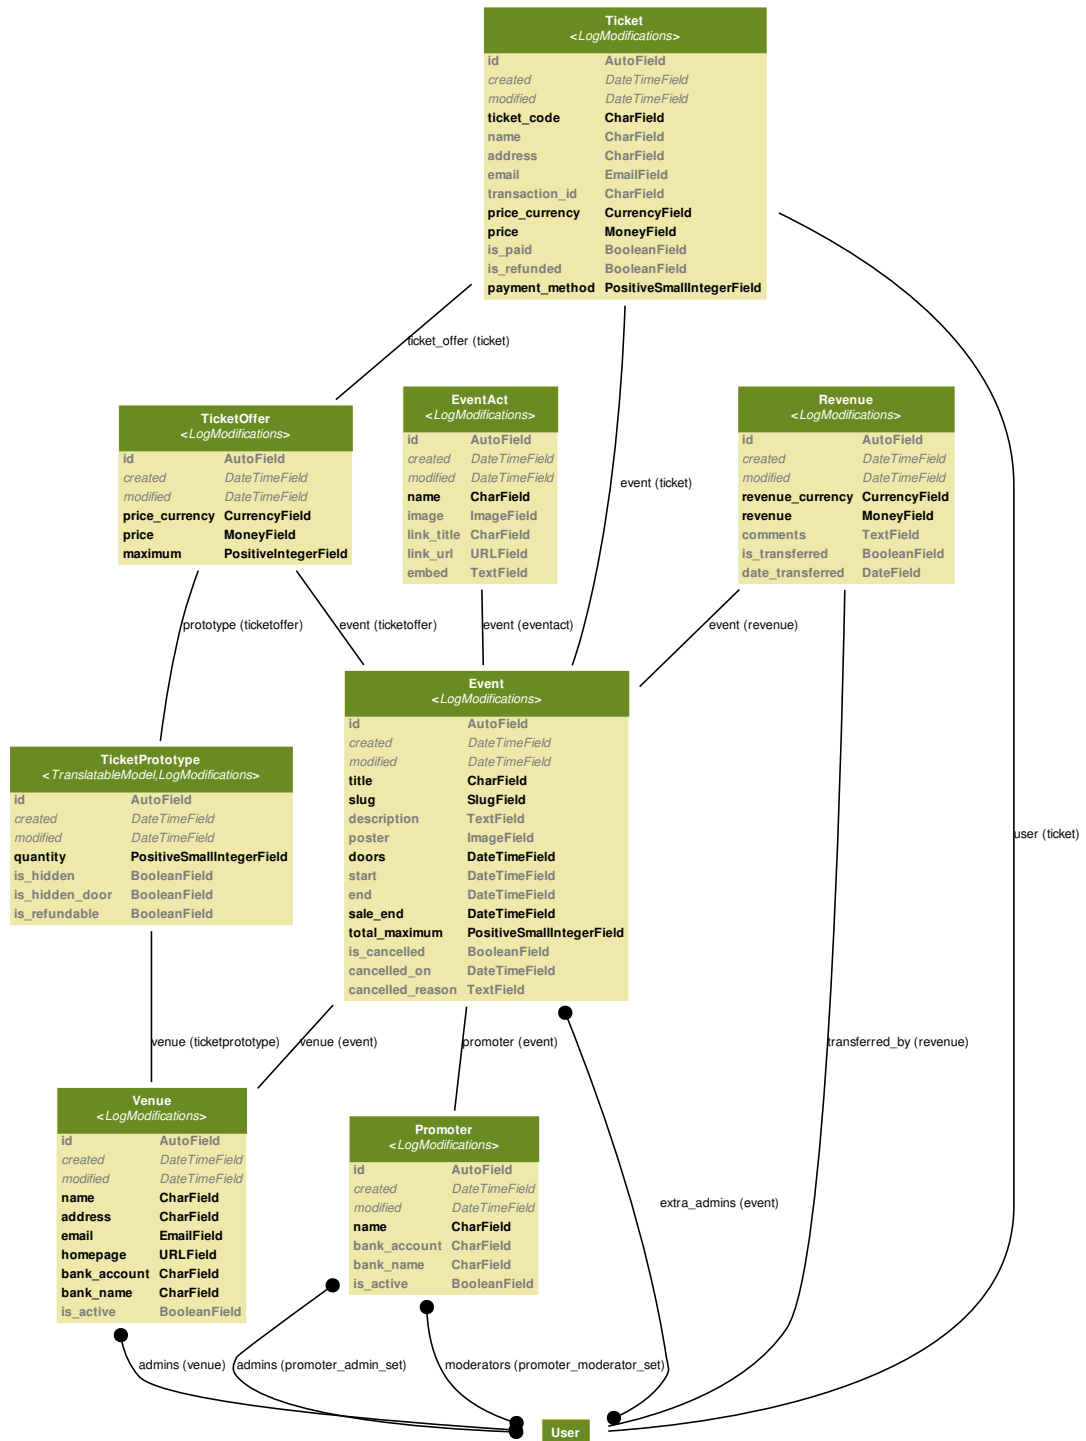 Ticket
<LogModifications>
id AutoField
created DateTimeField
modified DateTimeField
ticket_code CharField
name CharField
address CharField
email EmailField
transaction_id CharField
price_currency CurrencyField
price MoneyField
is_paid BooleanField
is_refunded BooleanField
payment_method PositiveSmallIntegerField
ticket_offer (ticket)
TicketOffer
<LogModifications>
id AutoField
created DateTimeField
modified DateTimeField
price_currency CurrencyField
price MoneyField
maximum PositiveIntegerField
EventAct
<LogModifications>
id AutoField
created DateTimeField
modified DateTimeField
name CharField
image ImageField
link_title CharField
link_url URLField
embed TextField
event (ticket)
Revenue
<LogModifications>
id AutoField
created DateTimeField
modified DateTimeField
revenue_currency CurrencyField
revenue MoneyField
comments TextField
is_transferred BooleanField
date_transferred DateField
prototype (ticketoffer)
event (ticketoffer)
event (eventact)
event (revenue)
TicketPrototype
<TranslatableModel,LogModifications>
id AutoField
created DateTimeField
modified DateTimeField
quantity PositiveSmallIntegerField
is_hidden BooleanField
is_hidden_door BooleanField
is_refundable BooleanField
Event
<LogModifications>
id AutoField
created DateTimeField
modified DateTimeField
title CharField
slug SlugField
description TextField
poster ImageField
doors DateTimeField
start DateTimeField
end DateTimeField
sale_end DateTimeField
total_maximum PositiveSmallIntegerField
is_cancelled BooleanField
cancelled_on DateTimeField
cancelled_reason TextField
user (ticket)
venue (ticketprototype)
venue (event)
promoter (event)
transferred_by (revenue)
Venue
<LogModifications>
id AutoField
created DateTimeField
modified DateTimeField
name CharField
address CharField
email EmailField
homepage URLField
bank_account CharField
bank_name CharField
is_active BooleanField
Promoter
<LogModifications>
id AutoField
created DateTimeField
modified DateTimeField
name CharField
bank_account CharField
bank_name CharField
is_active BooleanField
extra_admins (event)
admins (venue)
admins (promoter_admin_set)
moderators (promoter_moderator_set)
User